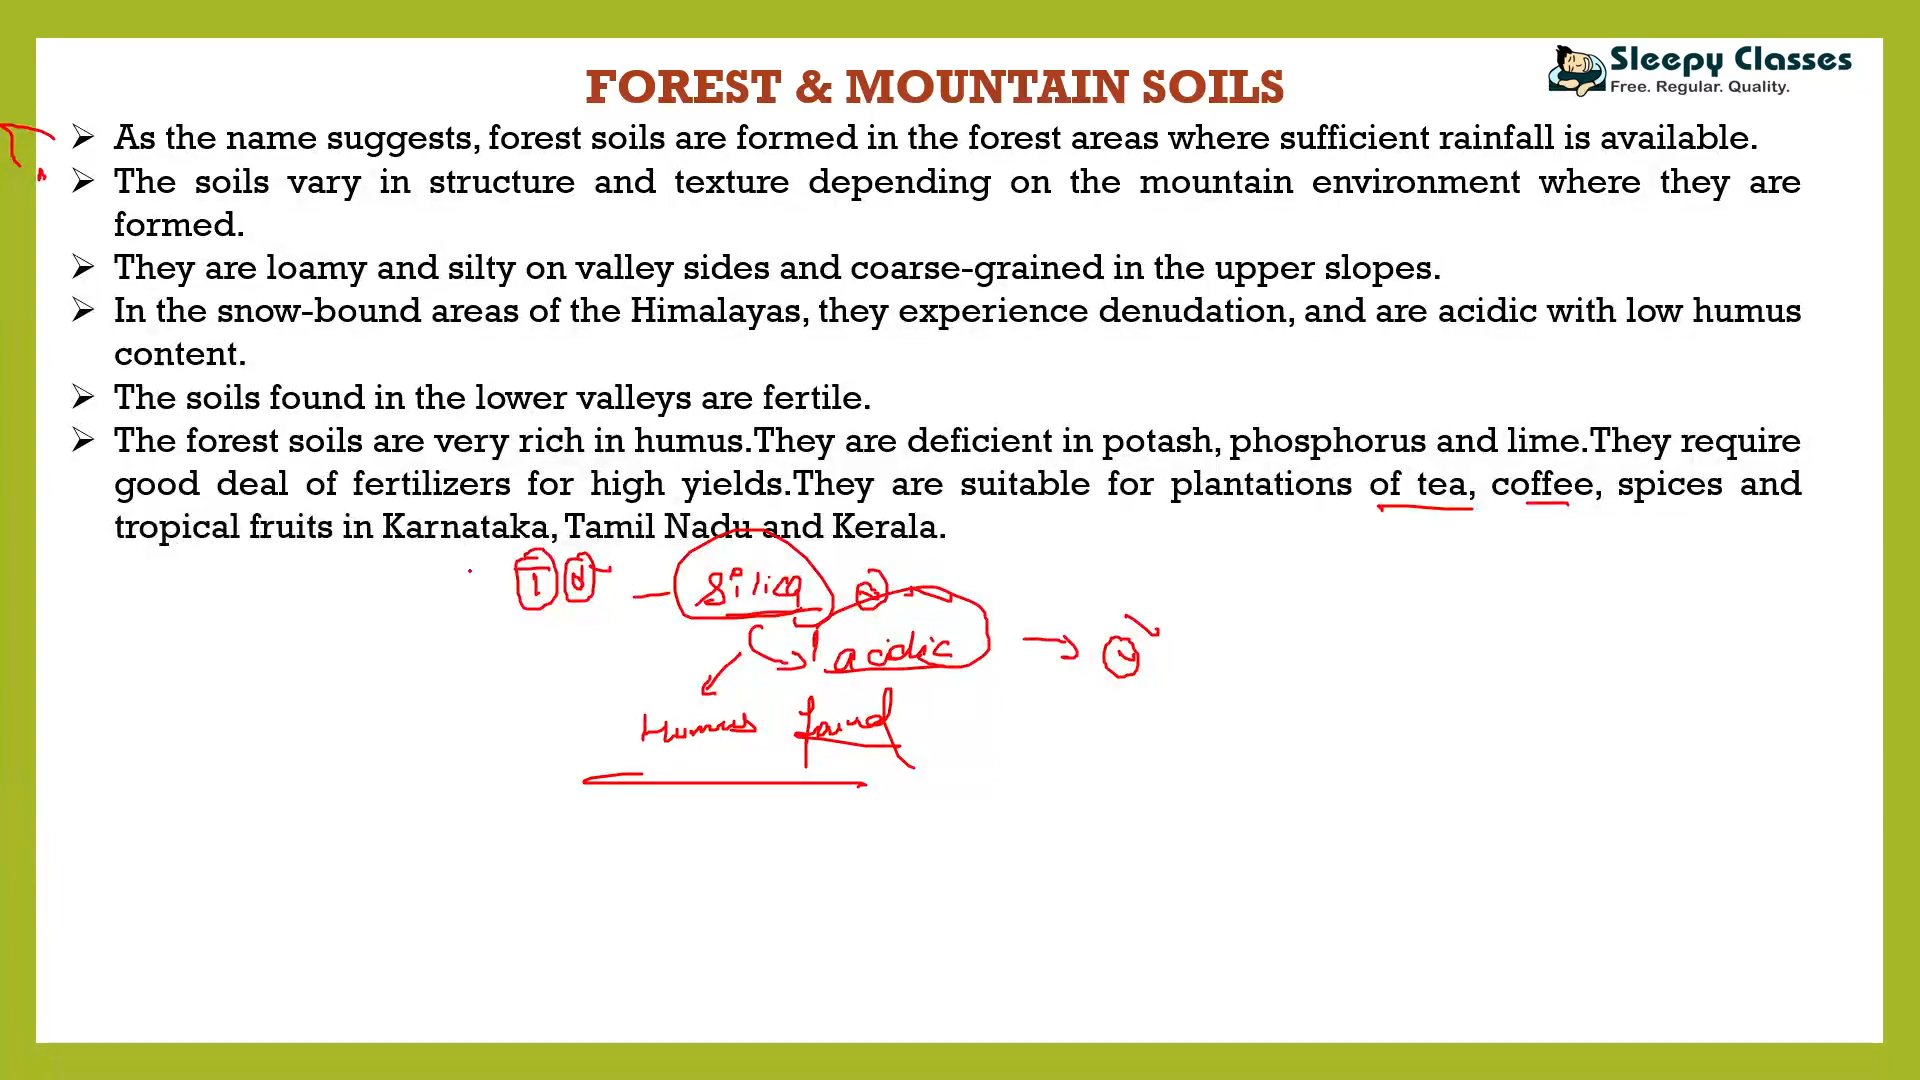 Sleepy Classes
Free. Regular. Quality.
FOREST & MOUNTAIN SOILS
➢ As the name suggests, forest soils are formed in the forest areas where sufficient rainfall is available.
➢ The soils vary in structure and texture depending on the mountain environment where they are
formed.
➢ They are loamy and silty on valley sides and coarse-grained in the upper slopes.
➢ In the snow-bound areas of the Himalayas, they experience denudation, and are acidic with low humus
content.
➢ The soils found in the lower valleys are fertile.
➢ The forest soils are very rich in humus.They are deficient in potash, phosphorus and lime.They require
good deal of fertilizers for high yields.They are suitable for plantations of tea, coffee, spices and
tropical fruits in Karnataka, Tamil Nadu and Kerala.
silica
acidic
Humus found